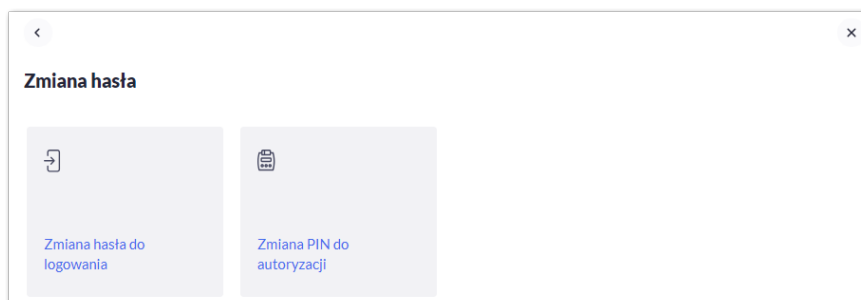 Zmiana hasła
Zmiana hasła do
logowania
Zmiana PIN do
autoryzacji